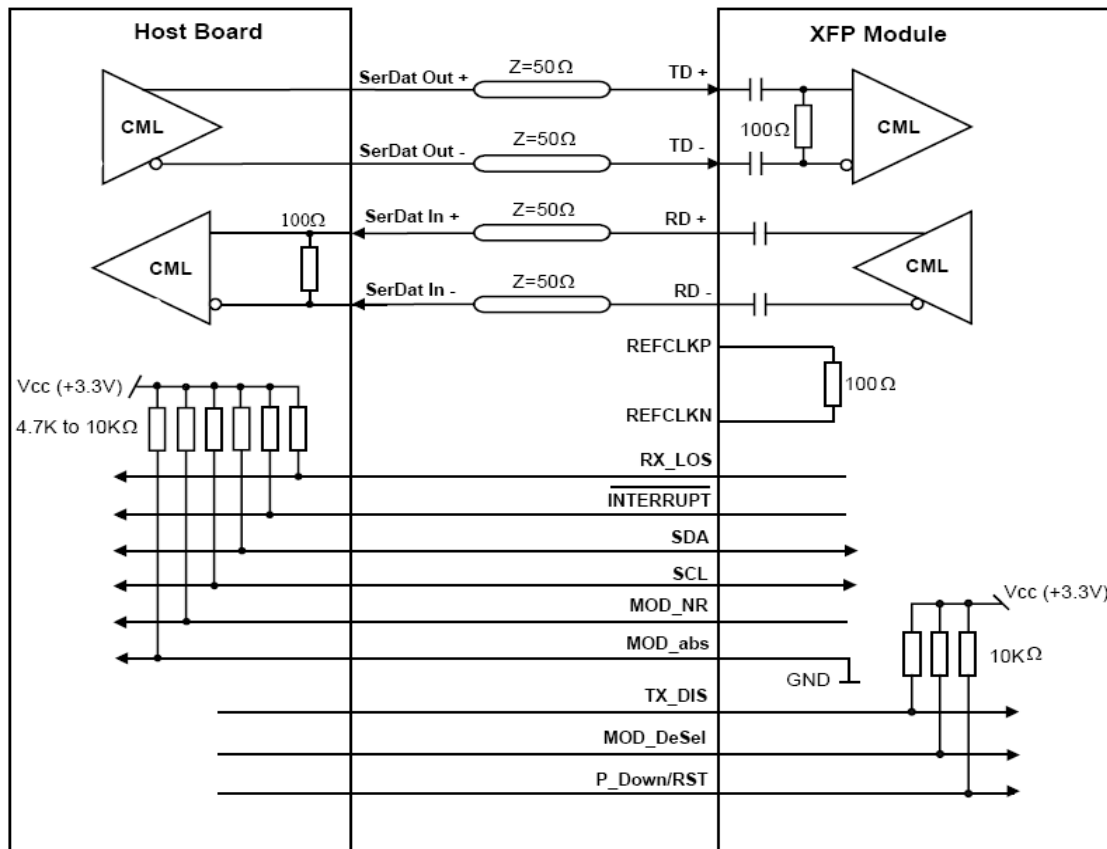 Host Board
XFP Module
SerDat Out +
Z=50Ω
TD +
CML
100Ω
CML
SerDat Out -
Z=50Ω
TD -
100Ω
SerDat In +
Z=50Ω
RD +
CML
CML
SerDat In -
Z=50Ω
RD -
REFCLKP
Vcc (+3.3V)
100Ω
4.7K to 10KΩ
REFCLKN
RX_LOS
INTERRUPT
SDA
SCL
Vcc (+3.3V)
MOD_NR
MOD_abs
10KΩ
GND
TX_DIS
MOD_DeSel
P_Down/RST